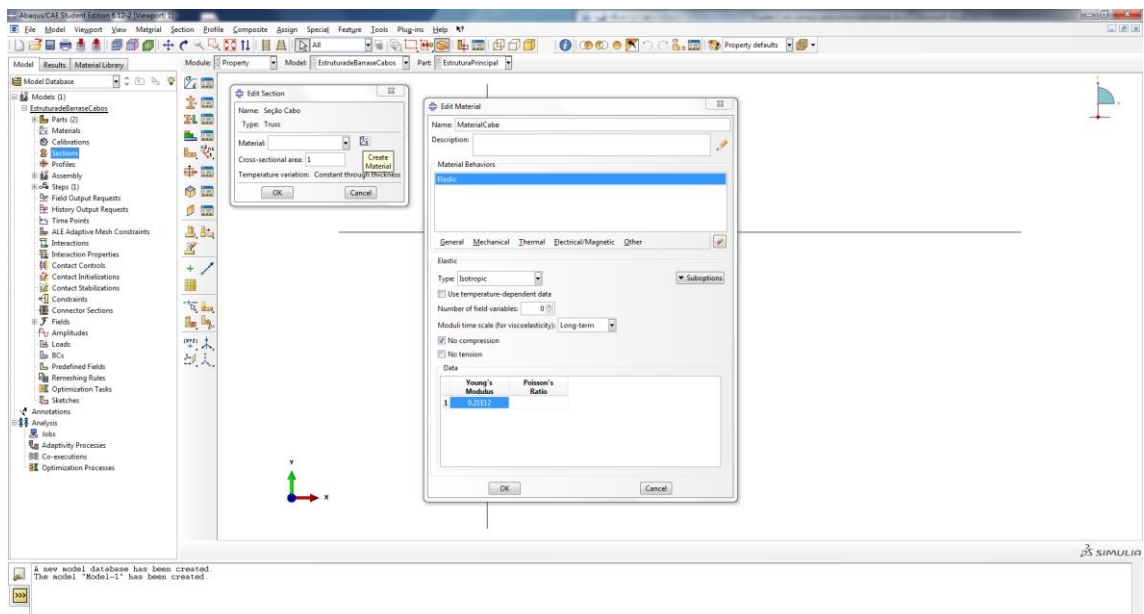 Abaqus/CAE Student Edition 6.12-2 [Viewport: 1]
File Model Viewport View Material Section Profile Composite Assign Special Feature Tools Plug-ins Help
All
Property defaults
Model Results Material Library
Module: Property Model: EstruturadeBarraseCabos Part: EstruturaPrincipal
Model Database
Models (1)
EstruturadeBarraseCabos
Parts (2)
Materials
Calibrations
Sections
Profiles
Assembly
Steps (1)
Field Output Requests
History Output Requests
Time Points
ALE Adaptive Mesh Constraints
Interactions
Interaction Properties
Contact Controls
Contact Initializations
Contact Stabilizations
Constraints
Connector Sections
Fields
Amplitudes
Loads
BCs
Predefined Fields
Remeshing Rules
Optimization Tasks
Sketches
Annotations
Analysis
Jobs
Adaptivity Processes
Co-executions
Optimization Processes
Edit Section
Name: Seção Cabo
Type: Truss
Material:
Cross-sectional area: 1
Create
Material
Temperature variation: Constant through thickness
OK Cancel
Edit Material
Name: MaterialCabo
Description:
Material Behaviors
Elastic
General Mechanical Thermal Electrical/Magnetic Other
Elastic
Type: Isotropic
Suboptions
Use temperature-dependent data
Number of field variables: 0
Moduli time scale (for viscoelasticity): Long-term
No compression
No tension
Data
Young's Modulus
Poisson's Ratio
1 0.21E12
OK Cancel
Y
X
SIMULIA
A new model database has been created.
The model "Model-1" has been created.